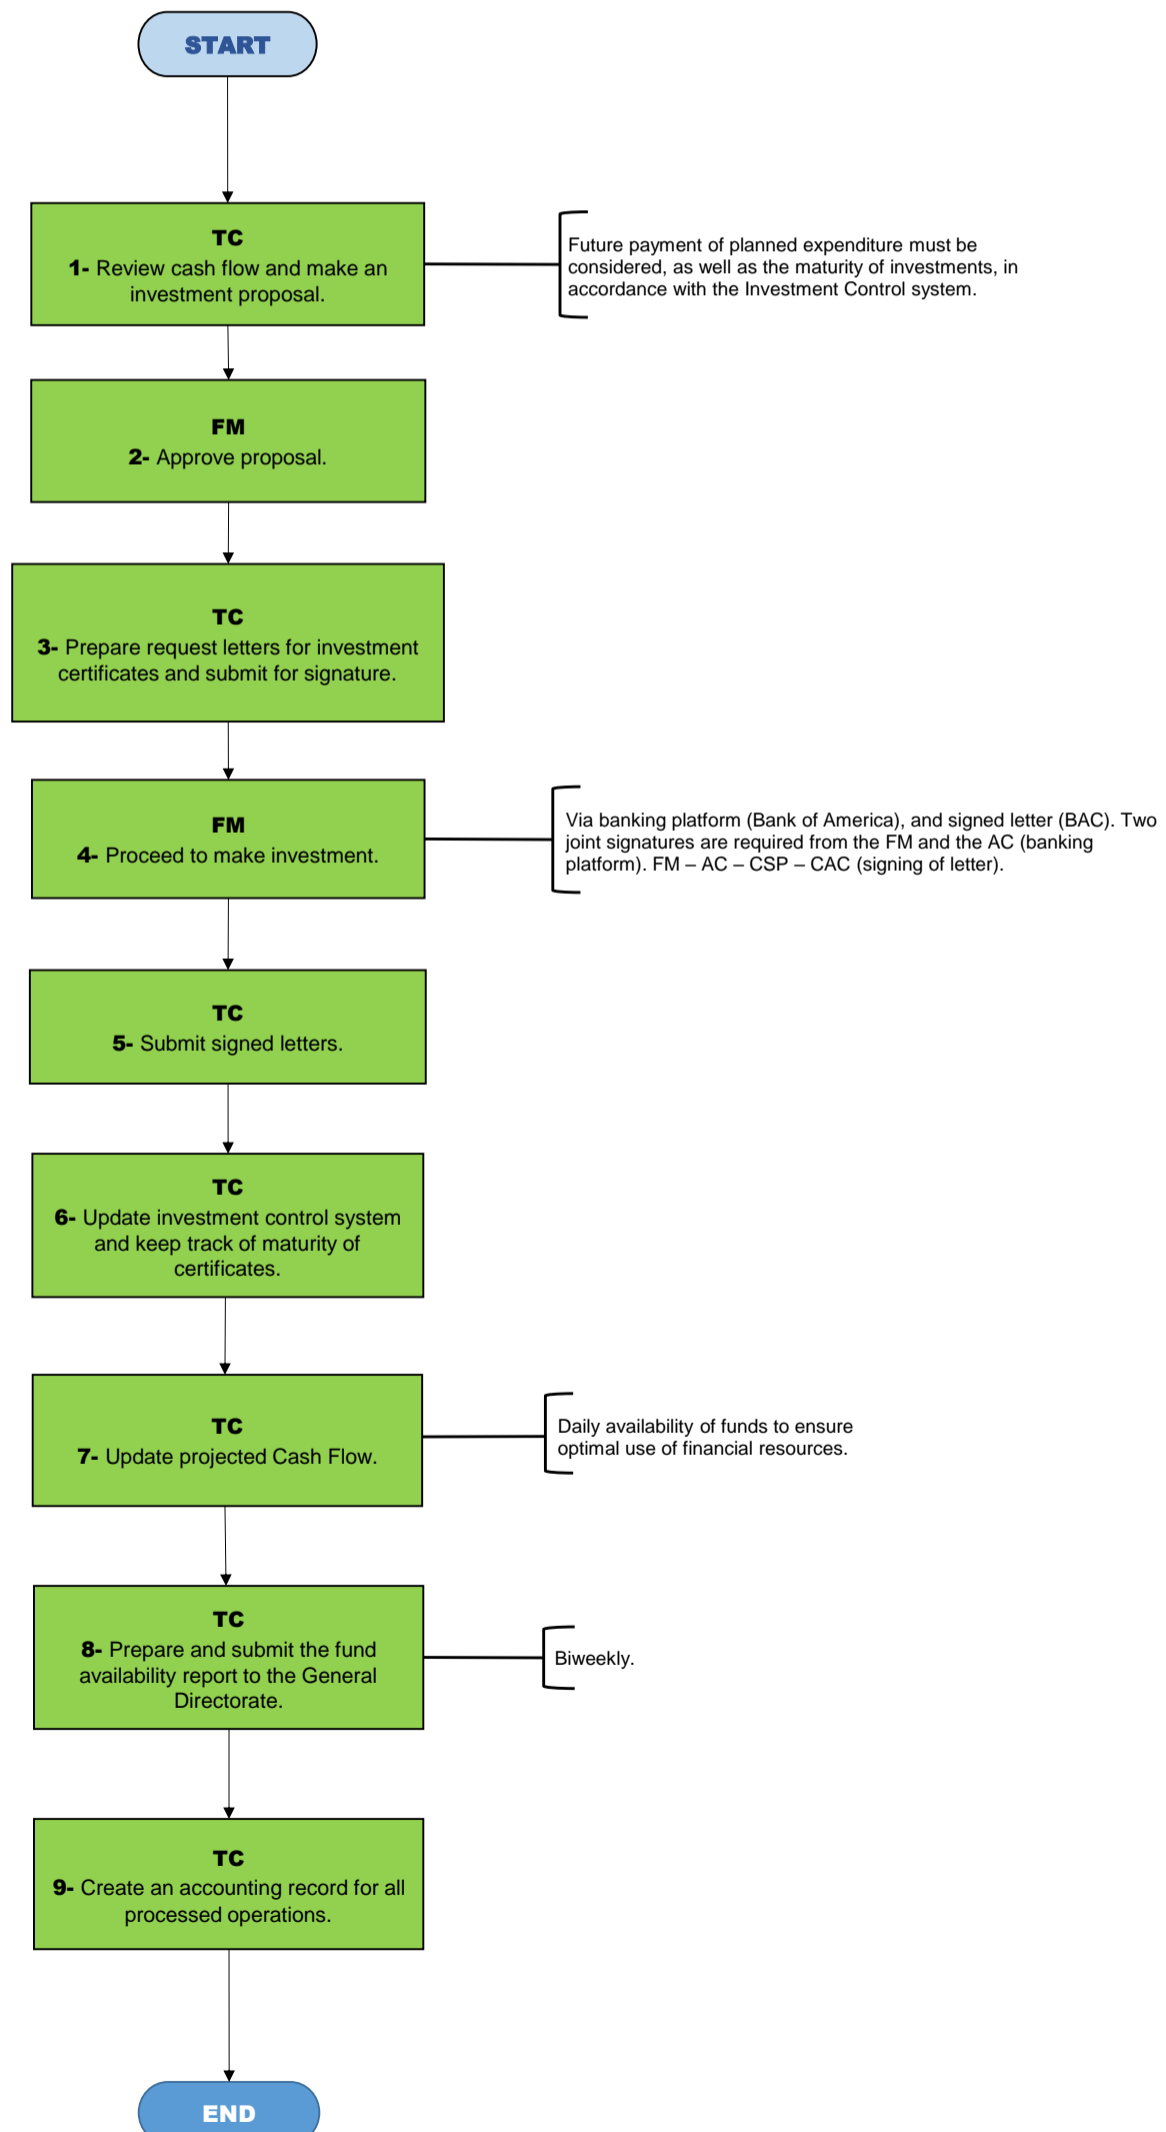 START
TC
1- Review cash flow and make an
investment proposal.
Future payment of planned expenditure must be
considered, as well as the maturity of investments, in
accordance with the Investment Control system.
FM
2- Approve proposal.
TC
3- Prepare request letters for investment
certificates and submit for signature.
FM
4- Proceed to make investment.
Via banking platform (Bank of America), and signed letter (BAC). Two
joint signatures are required from the FM and the AC (banking
platform). FM – AC – CSP – CAC (signing of letter).
TC
5- Submit signed letters.
TC
6- Update investment control system
and keep track of maturity of
certificates.
TC
7- Update projected Cash Flow.
Daily availability of funds to ensure
optimal use of financial resources.
TC
8- Prepare and submit the fund
availability report to the General
Directorate.
Biweekly.
TC
9- Create an accounting record for all
processed operations.
END